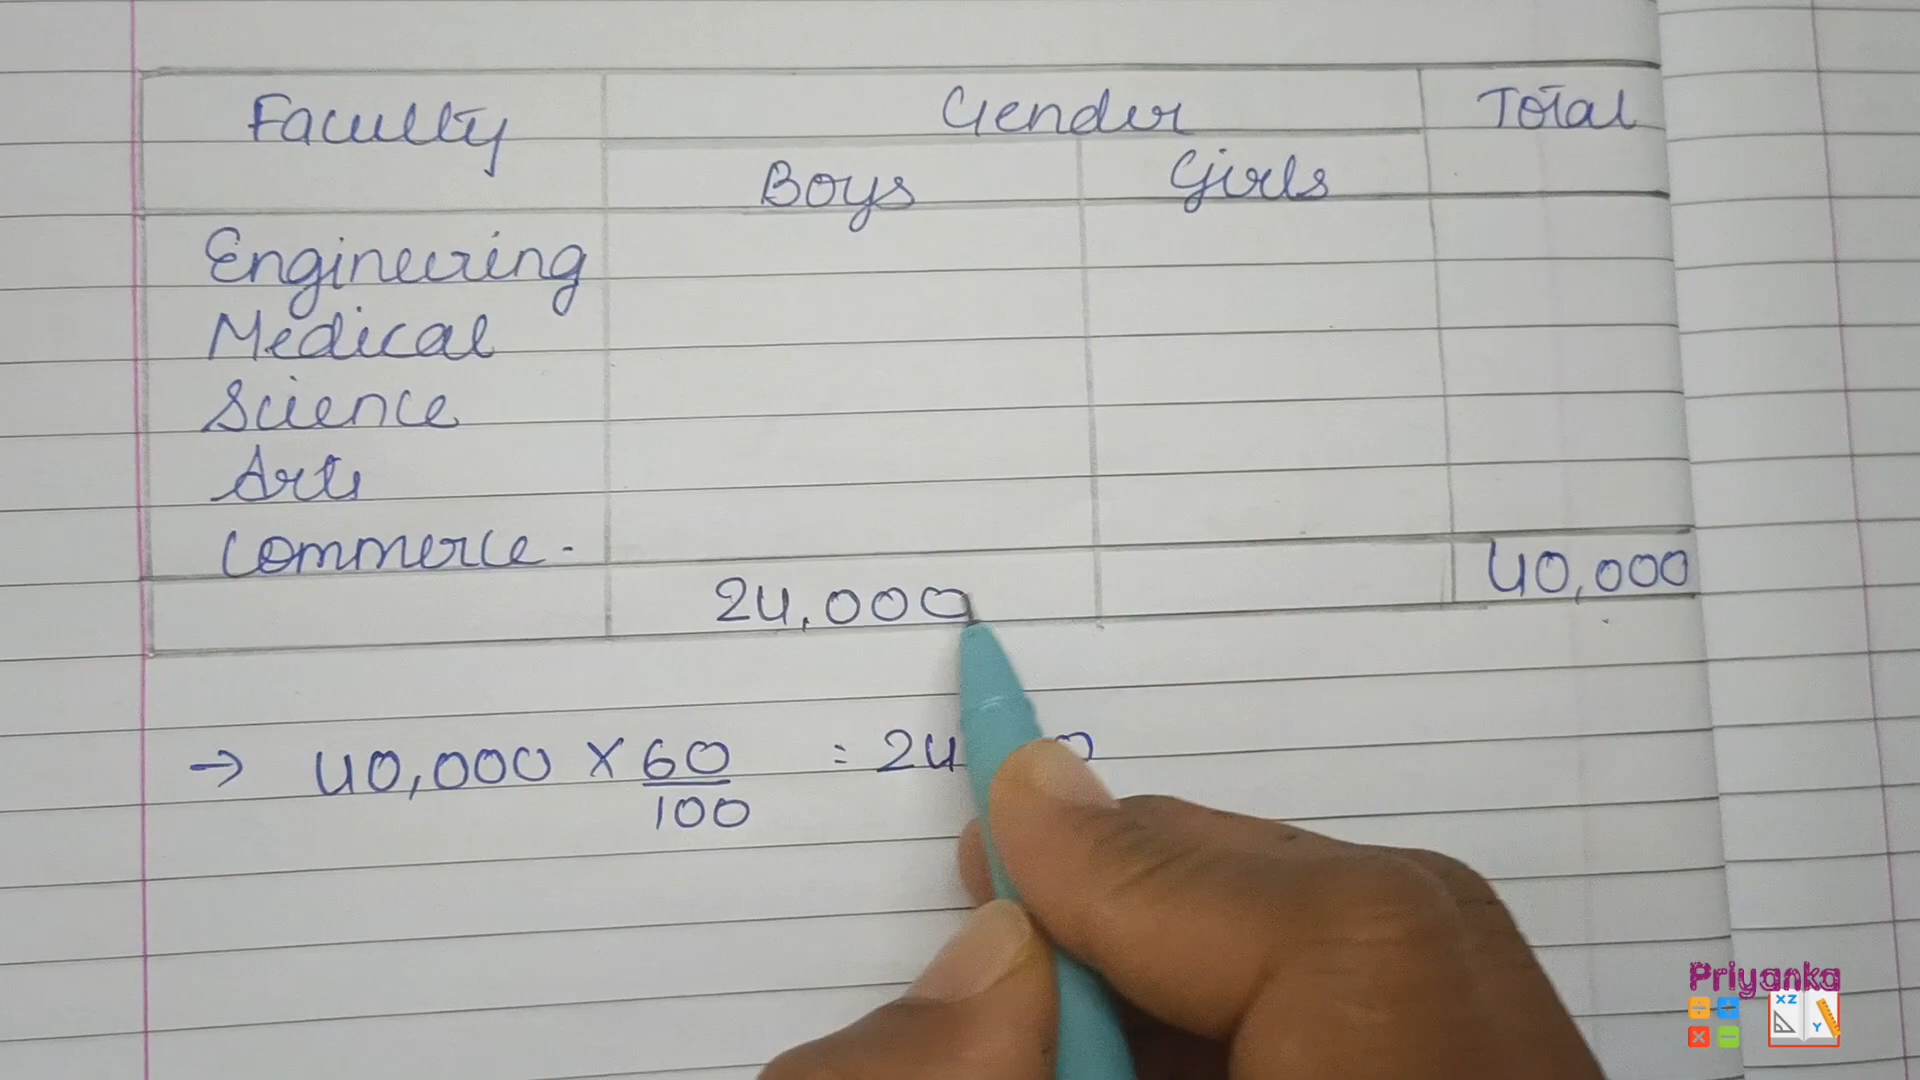 Faculty Gender Total
Boys Girls
Engineering
Medical
Science
Arts
Commerce -
40,000
24,000
→ 40,000 × 60/100 = 24
Priyanka
XZ
Y